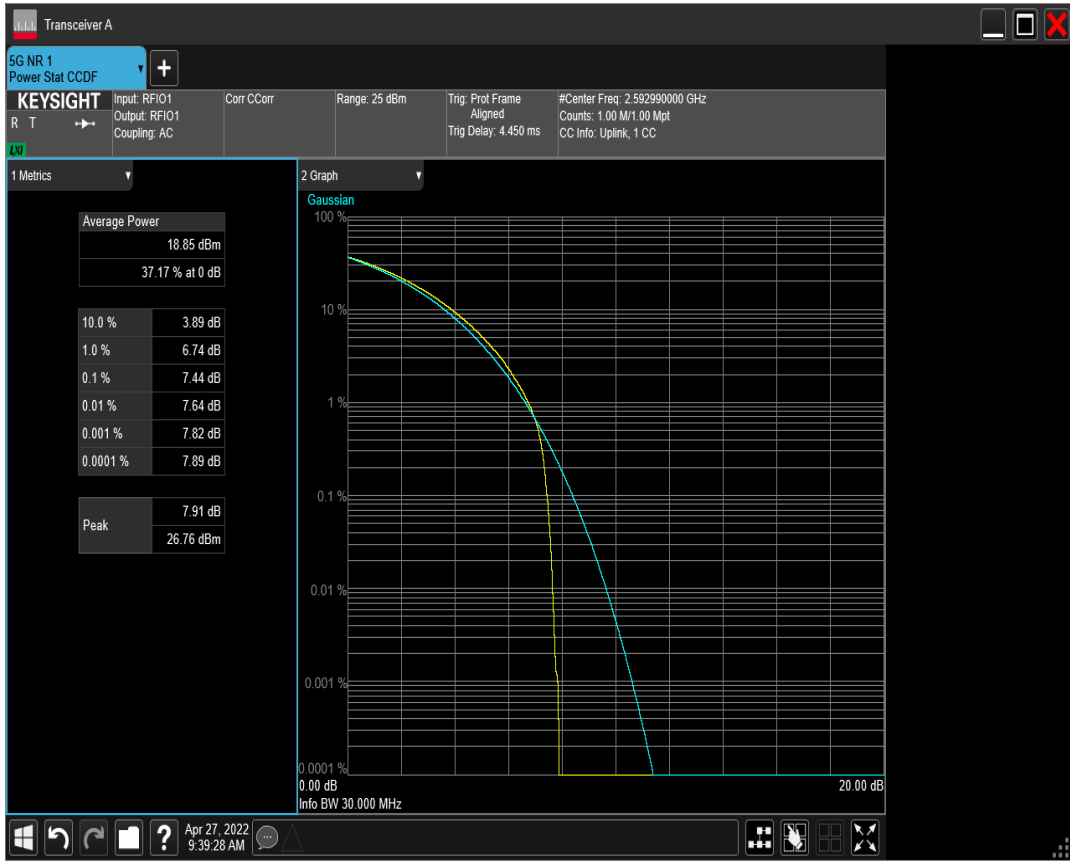 Transceiver A
5G NR 1
Power Stat CCDF
KEYSIGHT
R T
LXI
Input: RFIO1
Output: RFIO1
Coupling: AC
Corr CCorr
Range: 25 dBm
Trig: Prot Frame
Aligned
Trig Delay: 4.450 ms
#Center Freq: 2.592990000 GHz
Counts: 1.00 M/1.00 Mpt
CC Info: Uplink, 1 CC
1 Metrics
Average Power
18.85 dBm
37.17 % at 0 dB
10.0 % 3.89 dB
1.0 % 6.74 dB
0.1 % 7.44 dB
0.01 % 7.64 dB
0.001 % 7.82 dB
0.0001 % 7.89 dB
Peak
7.91 dB
26.76 dBm
2 Graph
Gaussian
100 %
10 %
1 %
0.1 %
0.01 %
0.001 %
0.0001 %
0.00 dB 20.00 dB
Info BW 30.000 MHz
?
Apr 27, 2022
9:39:28 AM